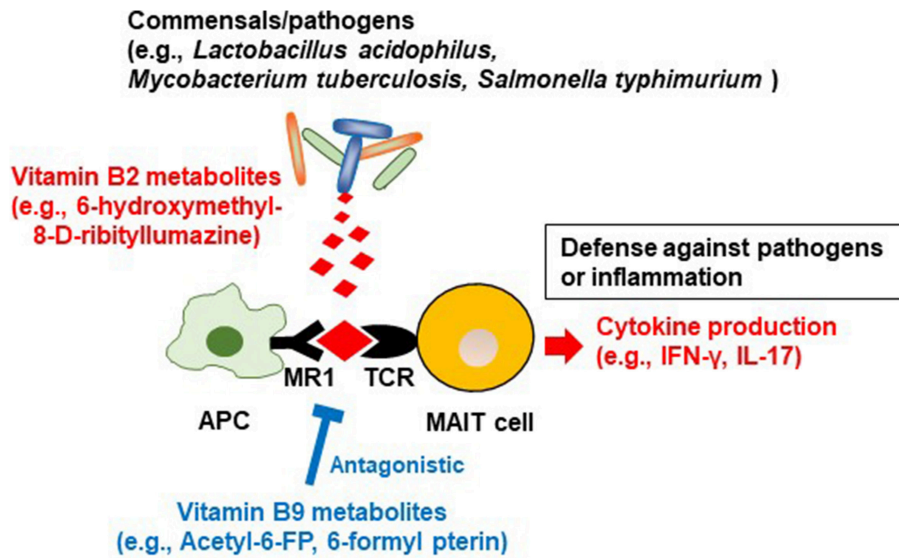 Commensals/pathogens
(e.g., Lactobacillus acidophilus,
Mycobacterium tuberculosis, Salmonella typhimurium )
Vitamin B2 metabolites
(e.g., 6-hydroxymethyl-
8-D-ribityllumazine)
Defense against pathogens
or inflammation
Cytokine production
(e.g., IFN-γ, IL-17)
MR1
TCR
APC
MAIT cell
Antagonistic
Vitamin B9 metabolites
(e.g., Acetyl-6-FP, 6-formyl pterin)